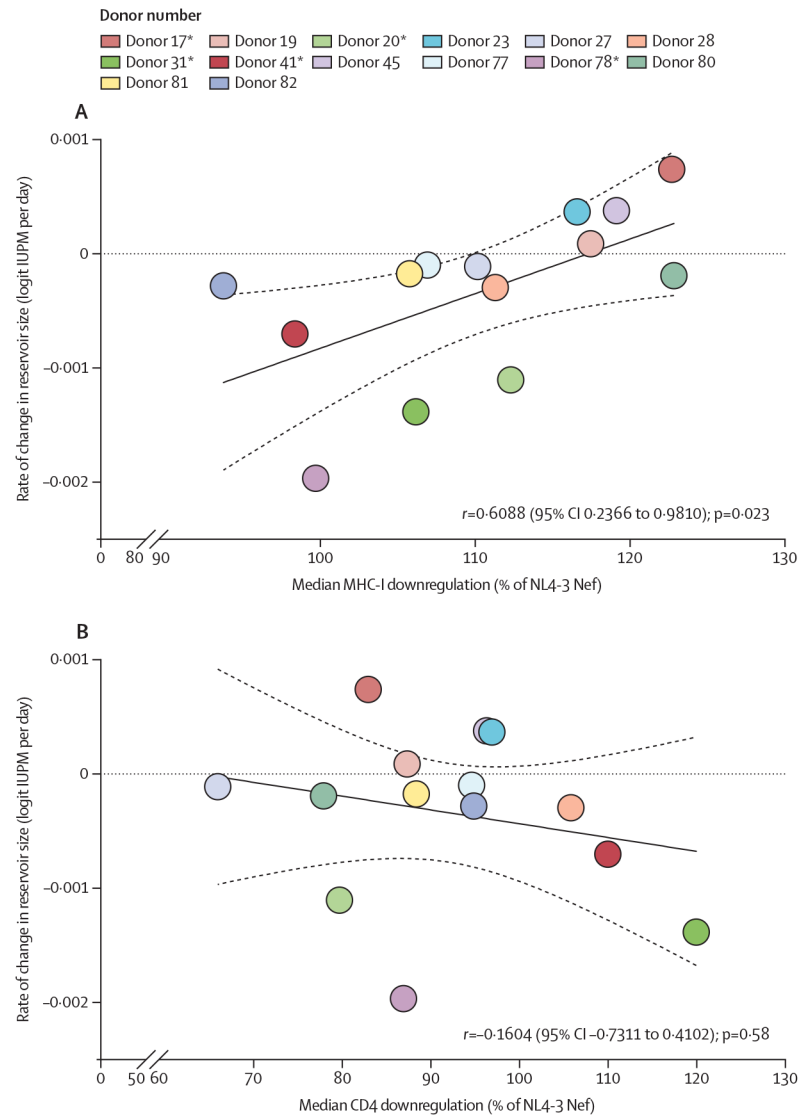 Donor number
Donor 17* Donor 19 Donor 20* Donor 23 Donor 27 Donor 28
Donor 31* Donor 41* Donor 45 Donor 77 Donor 78* Donor 80
Donor 81 Donor 82
A
0·001
0
–0·001
–0·002
Rate of change in reservoir size (logit IUPM per day)
r=0·6088 (95% CI 0·2366 to 0·9810); p=0·023
0 80 90 100 110 120 130
Median MHC-I downregulation (% of NL4-3 Nef)
B
0·001
0
–0·001
–0·002
Rate of change in reservoir size (logit IUPM per day)
r=–0·1604 (95% CI –0·7311 to 0·4102); p=0·58
0 50 60 70 80 90 100 110 120 130
Median CD4 downregulation (% of NL4-3 Nef)